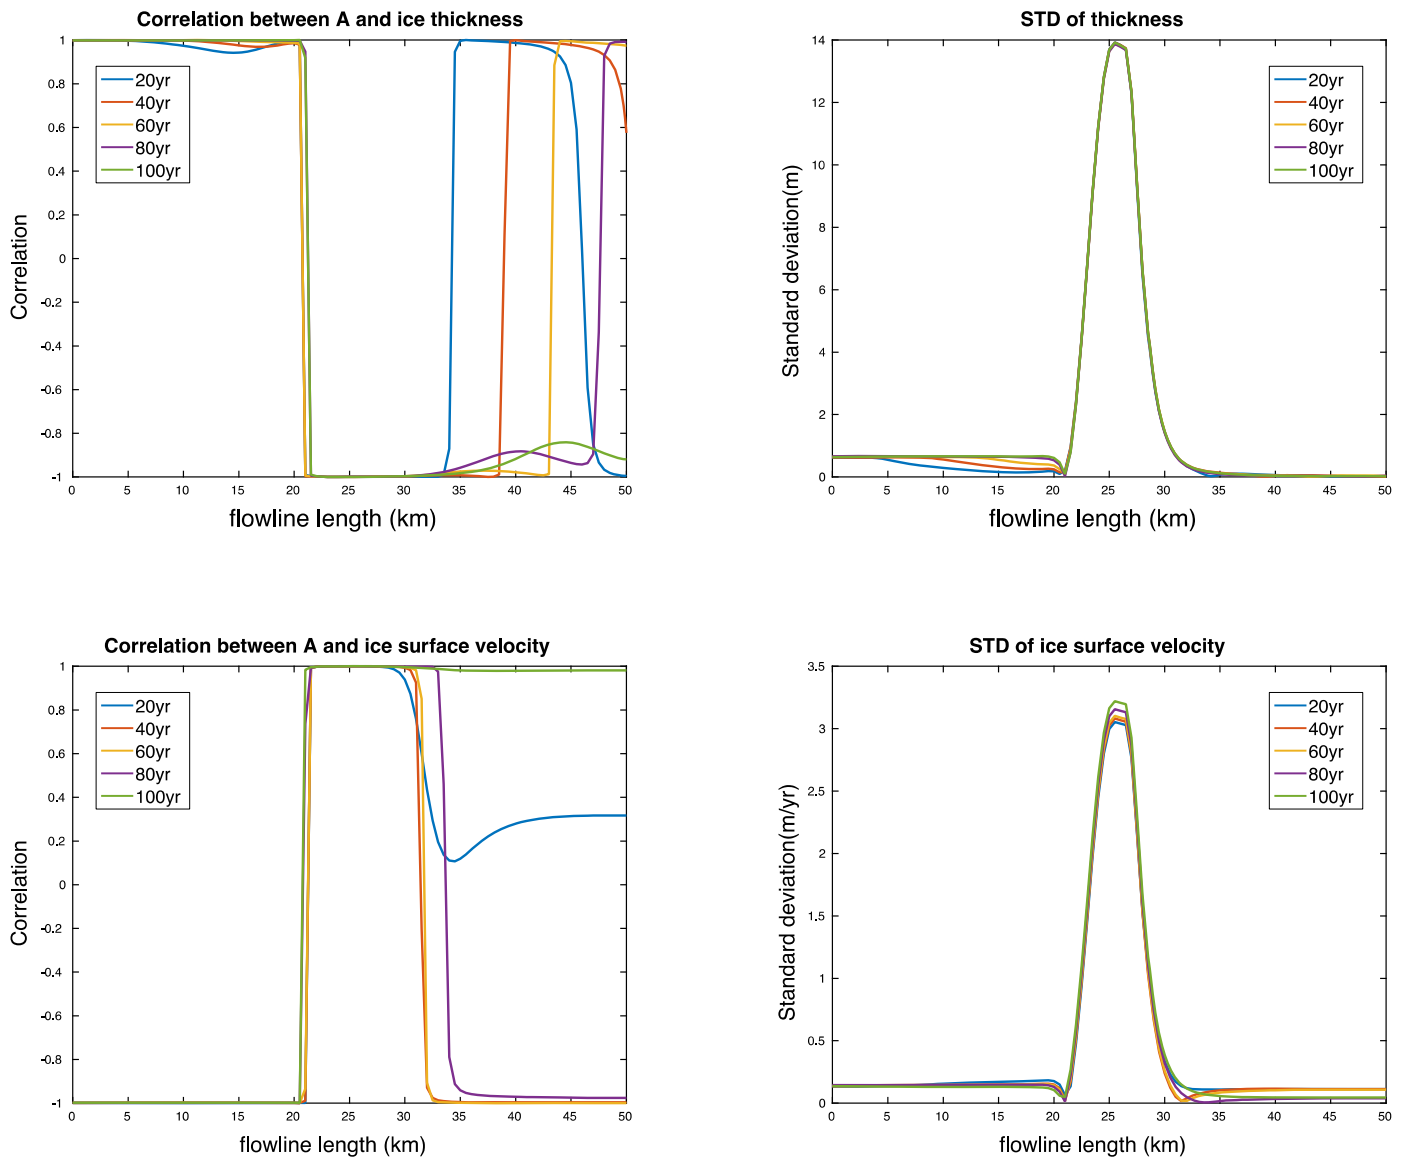 Correlation between A and ice thickness
1
0.8
0.6
0.4
0.2
0
-0.2
-0.4
-0.6
-0.8
-1
Correlation
20yr
40yr
60yr
80yr
100yr
0 5 10 15 20 25 30 35 40 45 50
flowline length (km)
STD of thickness
14
12
10
8
6
4
2
0
Standard deviation(m)
20yr
40yr
60yr
80yr
100yr
0 5 10 15 20 25 30 35 40 45 50
flowline length (km)
Correlation between A and ice surface velocity
1
0.8
0.6
0.4
0.2
0
-0.2
-0.4
-0.6
-0.8
-1
Correlation
20yr
40yr
60yr
80yr
100yr
0 5 10 15 20 25 30 35 40 45 50
flowline length (km)
STD of ice surface velocity
3.5
3
2.5
2
1.5
1
0.5
0
Standard deviation(m/yr)
20yr
40yr
60yr
80yr
100yr
0 5 10 15 20 25 30 35 40 45 50
flowline length (km)